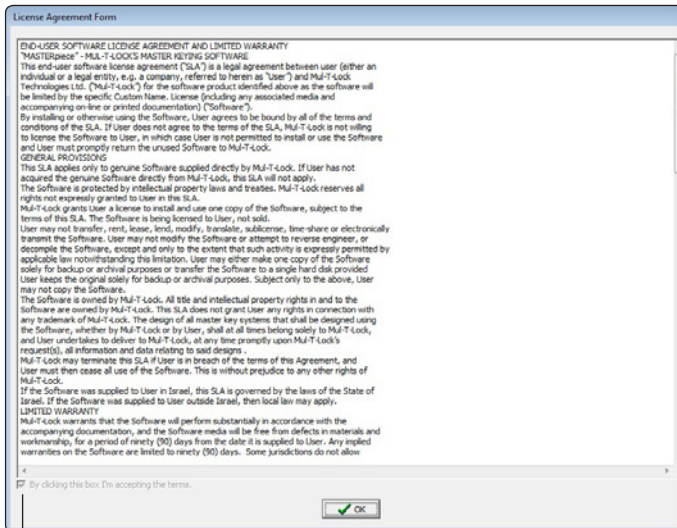 License Agreement Form
END-USER SOFTWARE LICENSE AGREEMENT AND LIMITED WARRANTY
"MASTERpiece" - MUL-T-LOCK'S MASTER KEYING SOFTWARE
This end-user software license agreement ("SLA") is a legal agreement between user (either an
individual or a legal entity, e.g. a company, referred to herein as "User") and Mul-T-Lock
Technologies Ltd. ("Mul-T-Lock") for the software product identified above as the software will
be limited by the specific Custom Name. License (including any associated media and
accompanying on-line or printed documentation) ("Software").
By installing or otherwise using the Software, User agrees to be bound by all of the terms and
conditions of the SLA. If User does not agree to the terms of the SLA, Mul-T-Lock is not willing
to license the Software to User, in which case User is not permitted to install or use the Software
and User must promptly return the unused Software to Mul-T-Lock.
GENERAL PROVISIONS
This SLA applies only to genuine Software supplied directly by Mul-T-Lock. If User has not
acquired the genuine Software directly from Mul-T-Lock, this SLA will not apply.
The Software is protected by intellectual property laws and treaties. Mul-T-Lock reserves all
rights not expressly granted to User in this SLA.
Mul-T-Lock grants User a license to install and use one copy of the Software, subject to the
terms of this SLA. The Software is being licensed to User, not sold.
User may not transfer, rent, lease, lend, modify, translate, sublicense, time-share or electronically
transmit the Software. User may not modify the Software or attempt to reverse engineer, or
decompile the Software, except and only to the extent that such activity is expressly permitted by
applicable law notwithstanding this limitation. User may either make one copy of the Software
solely for backup or archival purposes or transfer the Software to a single hard disk provided
User keeps the original solely for backup or archival purposes. Subject only to the above, User
may not copy the Software.
The Software is owned by Mul-T-Lock. All title and intellectual property rights in and to the
Software are owned by Mul-T-Lock. This SLA does not grant User any rights in connection with
any trademark of Mul-T-Lock. The design of all master key systems that shall be designed using
the Software, whether by Mul-T-Lock or by User, shall at all times belong solely to Mul-T-Lock,
and User undertakes to deliver to Mul-T-Lock, at any time promptly upon Mul-T-Lock's
request(s), all information and data relating to said designs .
Mul-T-Lock may terminate this SLA if User is in breach of the terms of this Agreement, and
User must then cease all use of the Software. This is without prejudice to any other rights of
Mul-T-Lock.
If the Software was supplied to User in Israel, this SLA is governed by the laws of the State of
Israel. If the Software was supplied to User outside Israel, then local law may apply.
LIMITED WARRANTY
Mul-T-Lock warrants that the Software will perform substantially in accordance with the
accompanying documentation, and the Software media will be free from defects in materials and
workmanship, for a period of ninety (90) days from the date it is supplied to User. Any implied
warranties on the Software are limited to ninety (90) days. Some jurisdictions do not allow
By clicking this box I'm accepting the terms.
OK